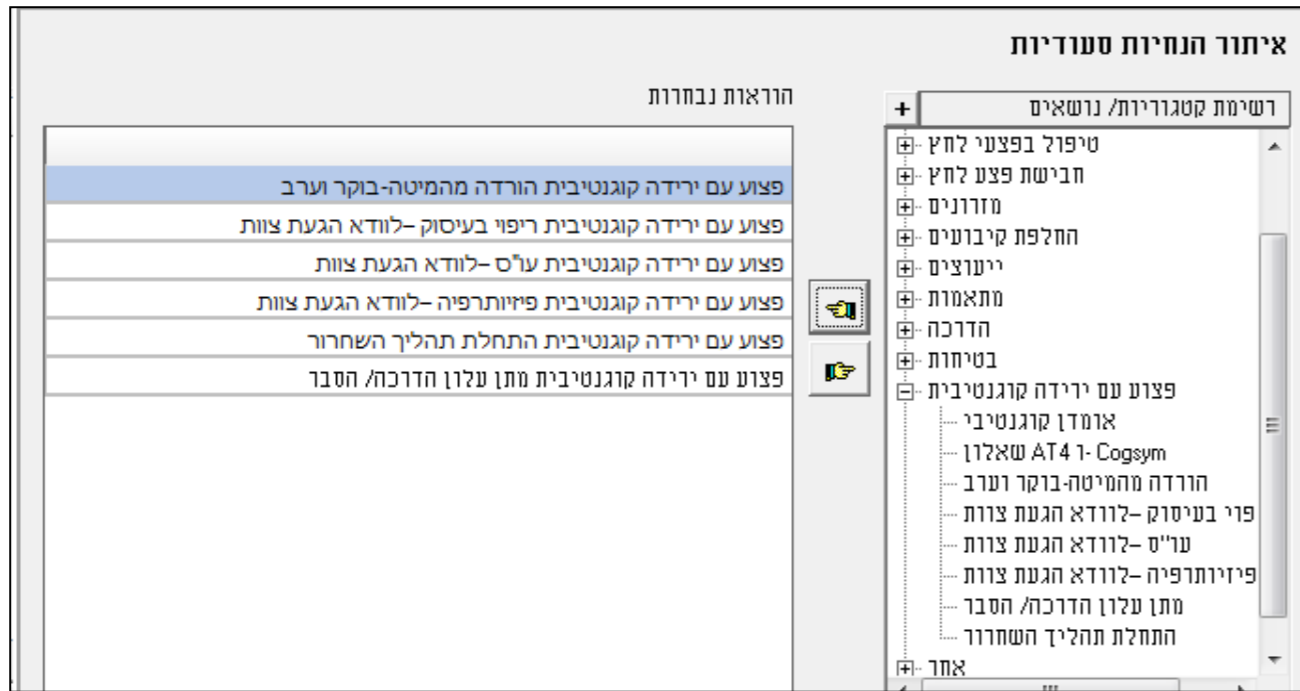 איתור הנחיות סעודיות
רשימת קטגוריות/ נושאים
+
טיפול בפצעי לחץ
חבישת פצע לחץ
מזרונים
החלפת קיבועים
ייעוצים
מתאמות
הדרכה
בטיחות
פצוע עם ירידה קוגנטיבית
אומדן קוגנטיבי
שאלון AT4 ו- Cogsym
הורדה מהמיטה-בוקר וערב
פוי בעיסוק –לוודא הגעת צוות
עו"ס –לוודא הגעת צוות
פיזיותרפיה –לוודא הגעת צוות
מתן עלון הדרכה/ הסבר
התחלת תהליך השחרור
אחר
הוראות נבחרות
פצוע עם ירידה קוגנטיבית הורדה מהמיטה-בוקר וערב
פצוע עם ירידה קוגנטיבית ריפוי בעיסוק –לוודא הגעת צוות
פצוע עם ירידה קוגנטיבית עו"ס –לוודא הגעת צוות
פצוע עם ירידה קוגנטיבית פיזיותרפיה –לוודא הגעת צוות
פצוע עם ירידה קוגנטיבית התחלת תהליך השחרור
פצוע עם ירידה קוגנטיבית מתן עלון הדרכה/ הסבר